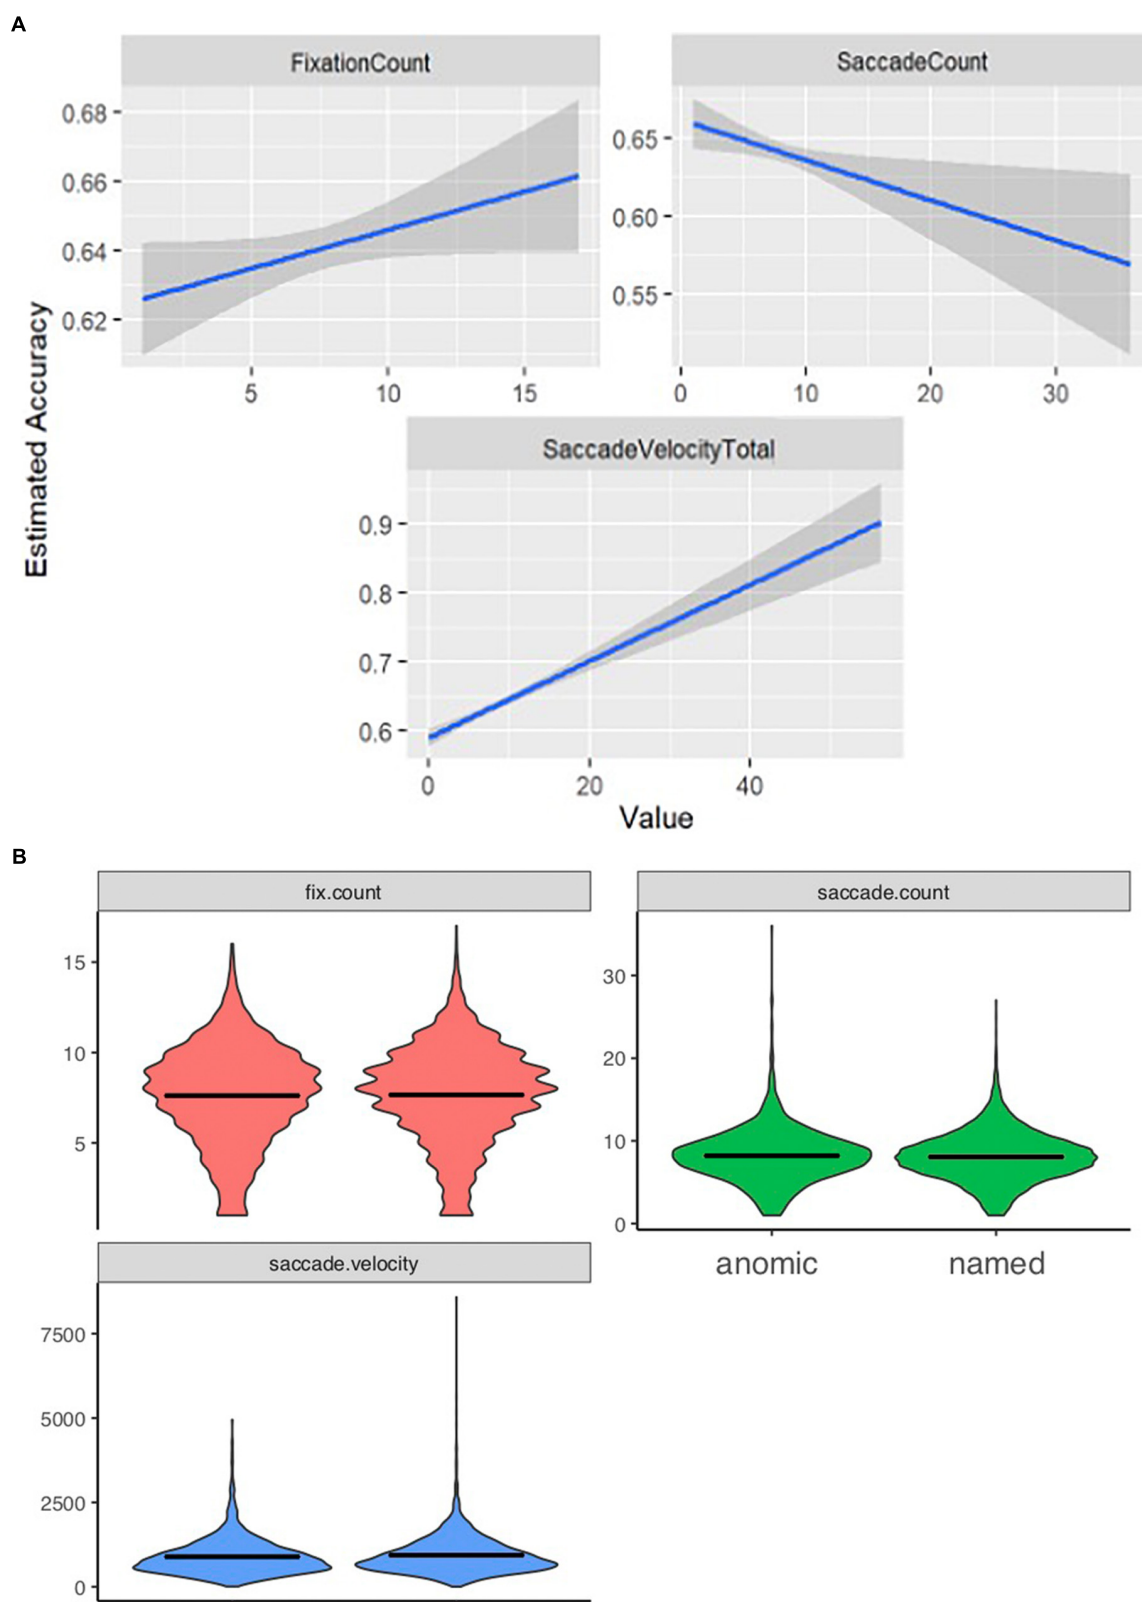 A
FixationCount
0.68
0.66
0.64
0.62
5 10 15
SaccadeCount
0.65
0.60
0.55
0 10 20 30
Estimated Accuracy
SaccadeVelocityTotal
0.9
0.8
0.7
0.6
0 20 40
Value
B
fix.count
15
10
5
saccade.count
30
20
10
0
anomic named
saccade.velocity
7500
5000
2500
0